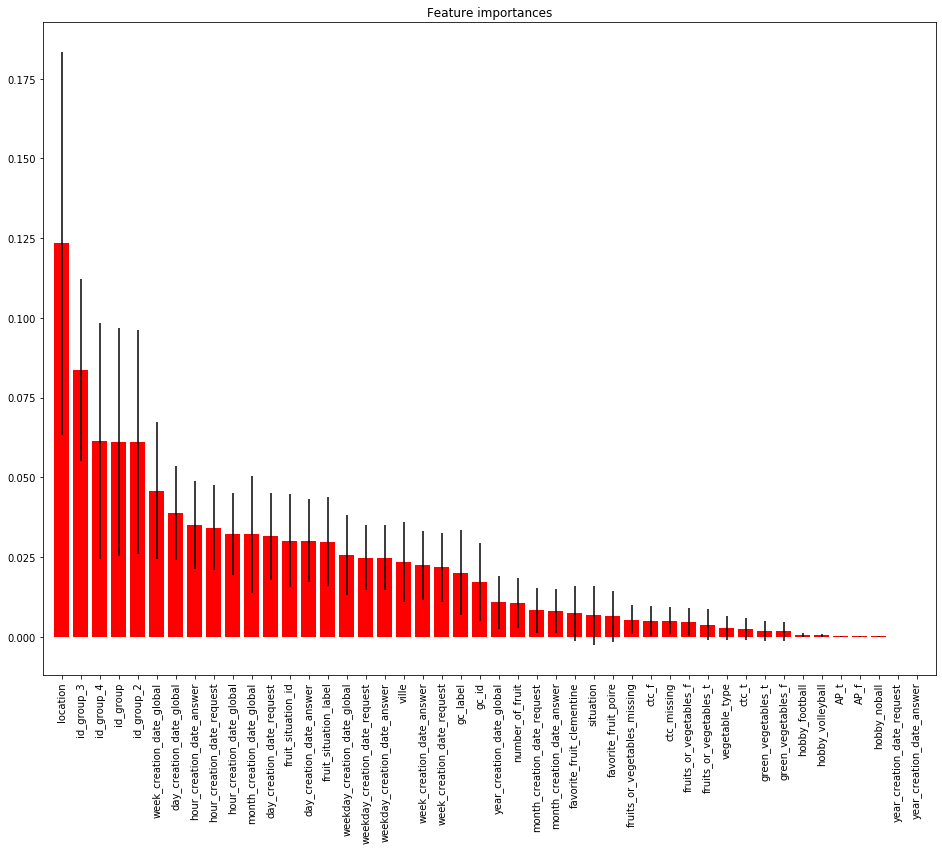 Feature importances
0.175
0.150
0.125
0.100
0.075
0.050
0.025
0.000
location
id_group_3
id_group_4
id_group
id_group_2
week_creation_date_global
day_creation_date_global
hour_creation_date_answer
hour_creation_date_request
hour_creation_date_global
month_creation_date_global
day_creation_date_request
fruit_situation_id
day_creation_date_answer
fruit_situation_label
weekday_creation_date_global
weekday_creation_date_request
weekday_creation_date_answer
ville
week_creation_date_answer
week_creation_date_request
gc_label
gc_id
year_creation_date_global
number_of_fruit
month_creation_date_request
month_creation_date_answer
favorite_fruit_clementine
situation
favorite_fruit_poire
fruits_or_vegetables_missing
ctc_f
ctc_missing
fruits_or_vegetables_f
fruits_or_vegetables_t
vegetable_type
ctc_t
green_vegetables_t
green_vegetables_f
hobby_football
hobby_volleyball
AP_t
AP_f
hobby_noball
year_creation_date_request
year_creation_date_answer